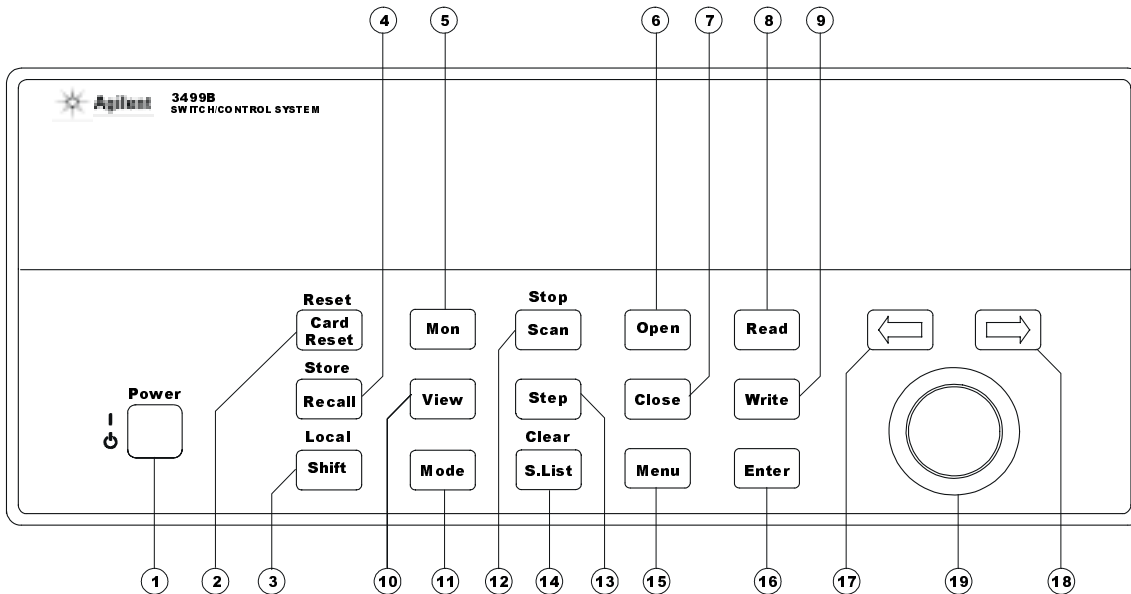 4 5 6 7 8 9
Agilent 3499B
SWITCH/CONTROL SYSTEM
Reset
Card Reset
Mon
Stop
Scan
Open
Read
Store
Recall
View
Step
Close
Write
Power
Local
Shift
Mode
Clear
S.List
Menu
Enter
1 2 3 10 11 12 14 13 15 16 17 19 18